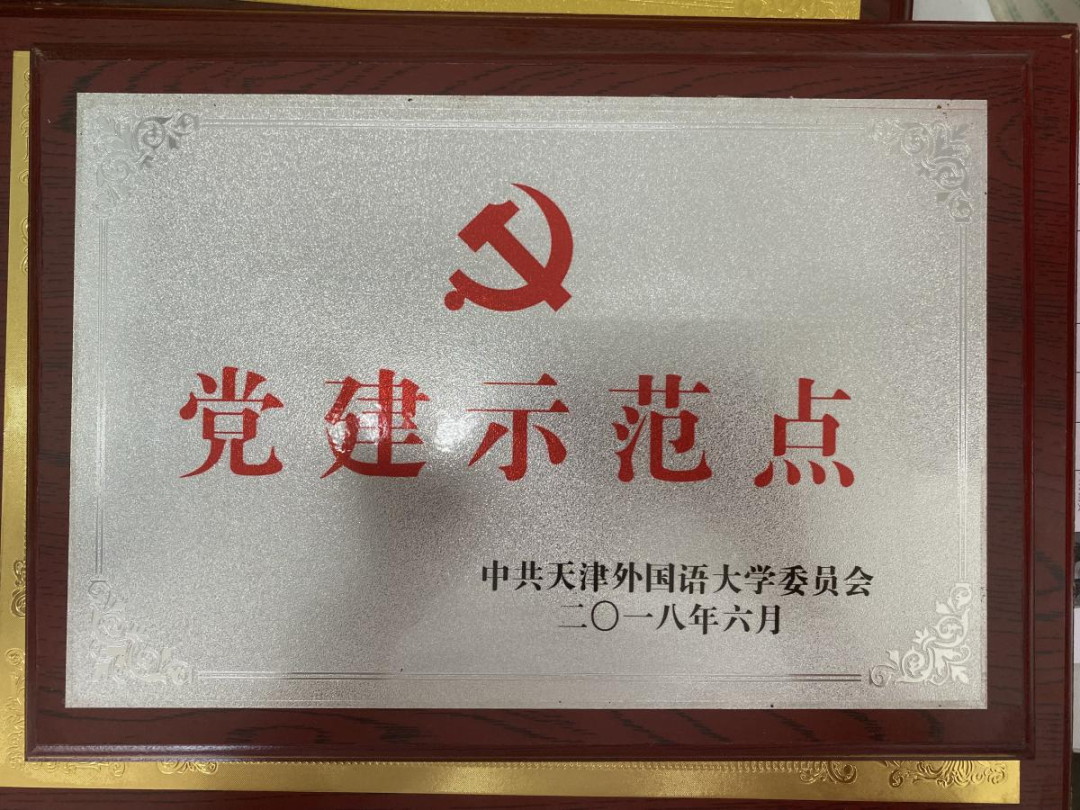 党建示范点
中共天津外国语大学委员会
二〇一八年六月